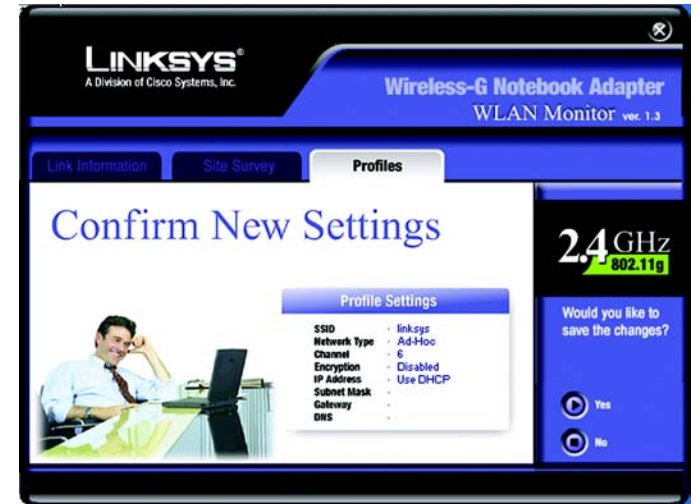 LINKSYS®
A Division of Cisco Systems, Inc.
Wireless-G Notebook Adapter
WLAN Monitor ver. 1.3
Link Information
Site Survey
Profiles
Confirm New Settings
2.4 GHz
802.11g
Profile Settings
SSID · linksys
Network Type · Ad-Hoc
Channel · 6
Encryption · Disabled
IP Address · Use DHCP
Subnet Mask ·
Gateway ·
DNS ·
Would you like to
save the changes?
Yes
No